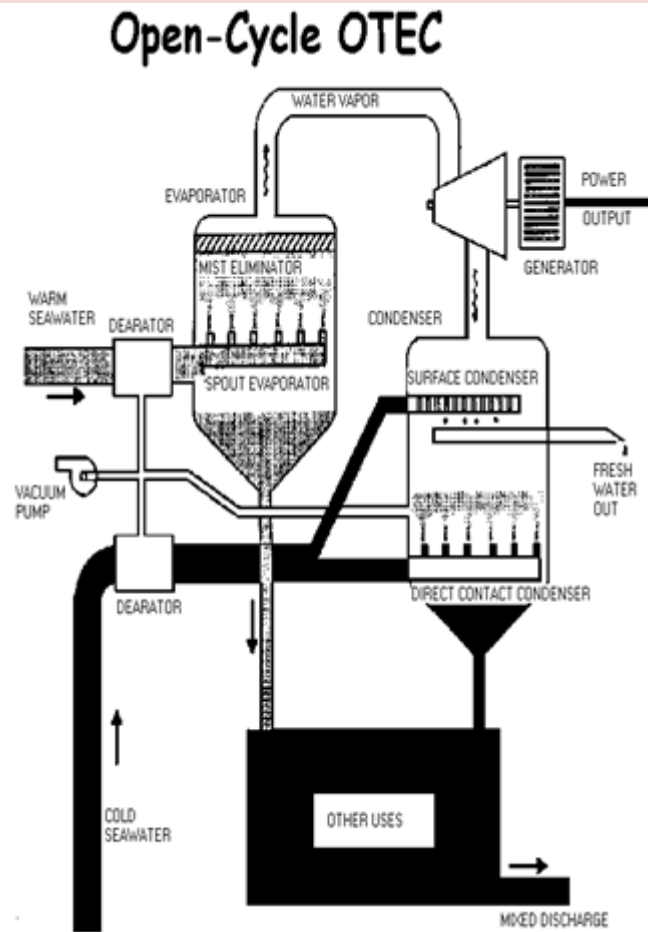 Open-Cycle OTEC
WATER VAPOR
EVAPORATOR
POWER
OUTPUT
MIST ELIMINATOR
GENERATOR
WARM
SEAWATER
DEARATOR
CONDENSER
SPOUT EVAPORATOR
SURFACE CONDENSER
VACUUM
PUMP
FRESH
WATER
OUT
DEARATOR
DIRECT CONTACT CONDENSER
COLD
SEAWATER
OTHER USES
MIXED DISCHARGE